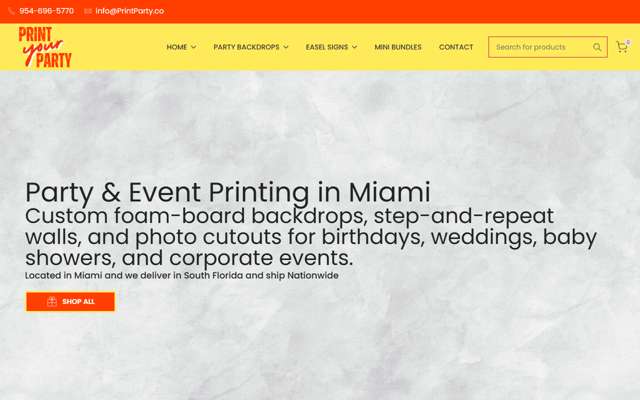 954-696-5770 info@PrintParty.co
PRINT
your
PARTY
HOME PARTY BACKDROPS EASEL SIGNS MINI BUNDLES CONTACT Search for products 0
Party & Event Printing in Miami
Custom foam-board backdrops, step-and-repeat
walls, and photo cutouts for birthdays, weddings, baby
showers, and corporate events.
Located in Miami and we deliver in South Florida and ship Nationwide
SHOP ALL